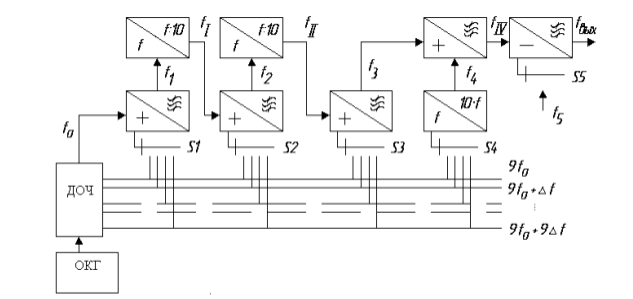 f:10 f_I f:10 f_II f_IV f_Вых
f f + −
f_1 f_2 f_3 f_4 S5
10·f f_5
f_0 + + + f
S1 S2 S3 S4
ДОЧ 9f_0
9f_0 + Δf
9f_0 + 9Δf
ОКГ